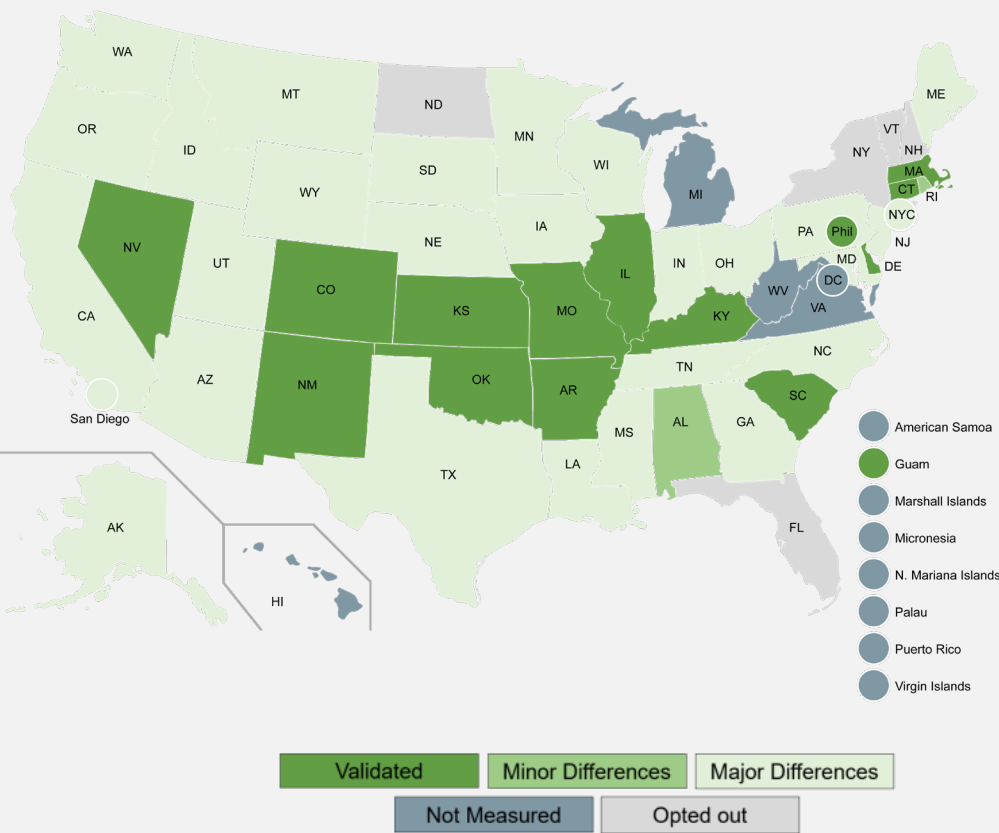 WA
MT
ND
ME
OR
ID
MN
VT
NH
NY
WI
SD
MA
WY
MI
CT
RI
NYC
IA
PA
Phil
NE
NJ
NV
MD
UT
IN
OH
DE
IL
DC
CO
WV
VA
CA
KS
MO
KY
NC
TN
AZ
NM
OK
AR
SC
San Diego
MS
AL
GA
American Samoa
LA
Guam
TX
Marshall Islands
AK
FL
Micronesia
N. Mariana Islands
HI
Palau
Puerto Rico
Virgin Islands
Validated
Minor Differences
Major Differences
Not Measured
Opted out